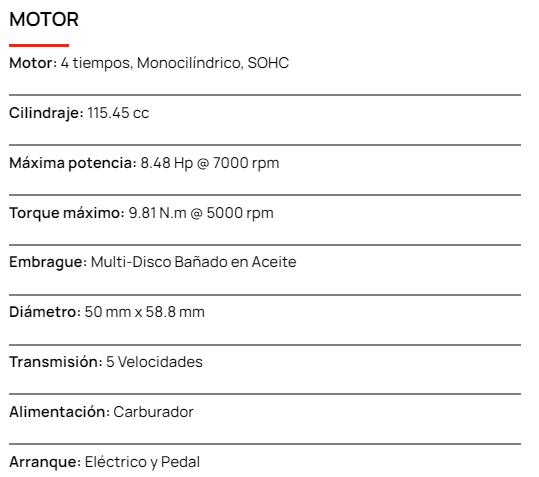 MOTOR
Motor: 4 tiempos, Monocilíndrico, SOHC
Cilindraje: 115.45 cc
Máxima potencia: 8.48 Hp @ 7000 rpm
Torque máximo: 9.81 N.m @ 5000 rpm
Embrague: Multi-Disco Bañado en Aceite
Diámetro: 50 mm x 58.8 mm
Transmisión: 5 Velocidades
Alimentación: Carburador
Arranque: Eléctrico y Pedal